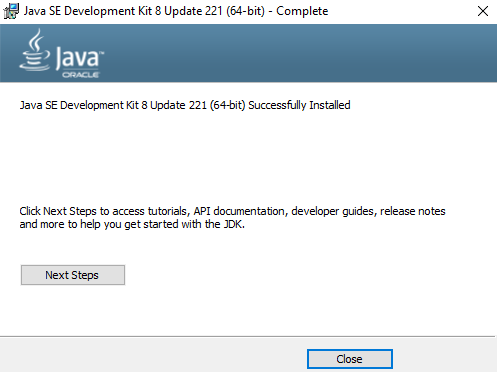 Java SE Development Kit 8 Update 221 (64-bit) - Complete
Java
ORACLE
Java SE Development Kit 8 Update 221 (64-bit) Successfully Installed
Click Next Steps to access tutorials, API documentation, developer guides, release notes
and more to help you get started with the JDK.
Next Steps
Close